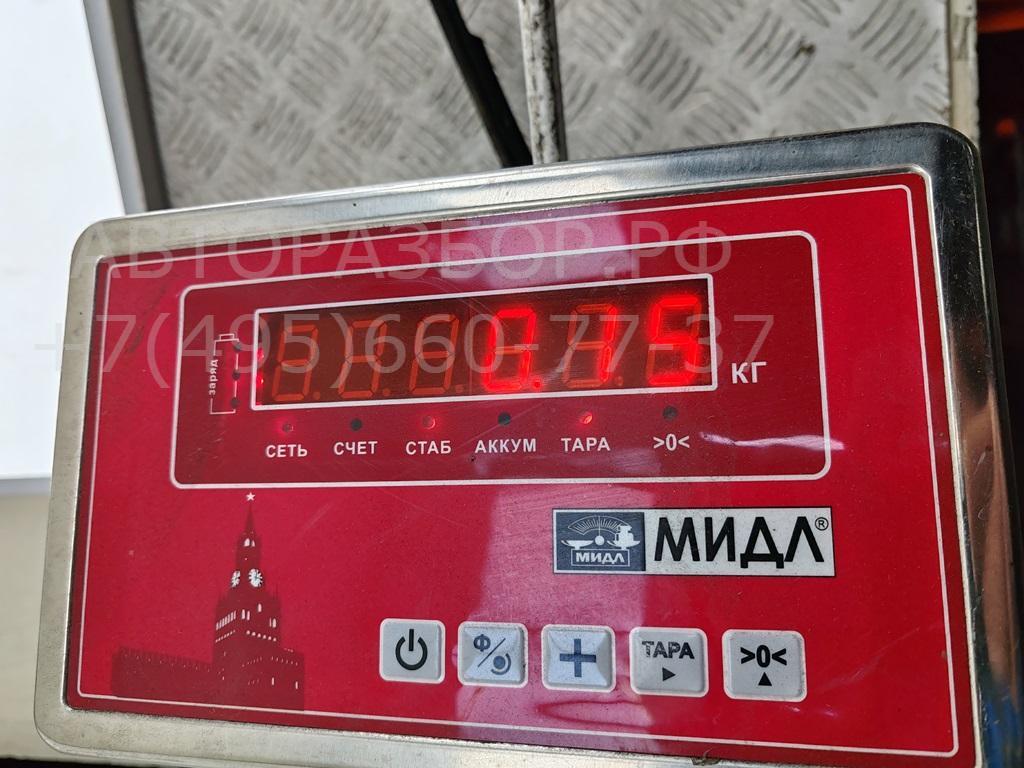 АВТОРАЗБОР.РФ
+7(495)660-77-37
заряд
0.15
КГ
СЕТЬ СЧЕТ СТАБ АККУМ ТАРА >0<
МИДЛ
МИДЛ®
Ф
ТАРА
>0<